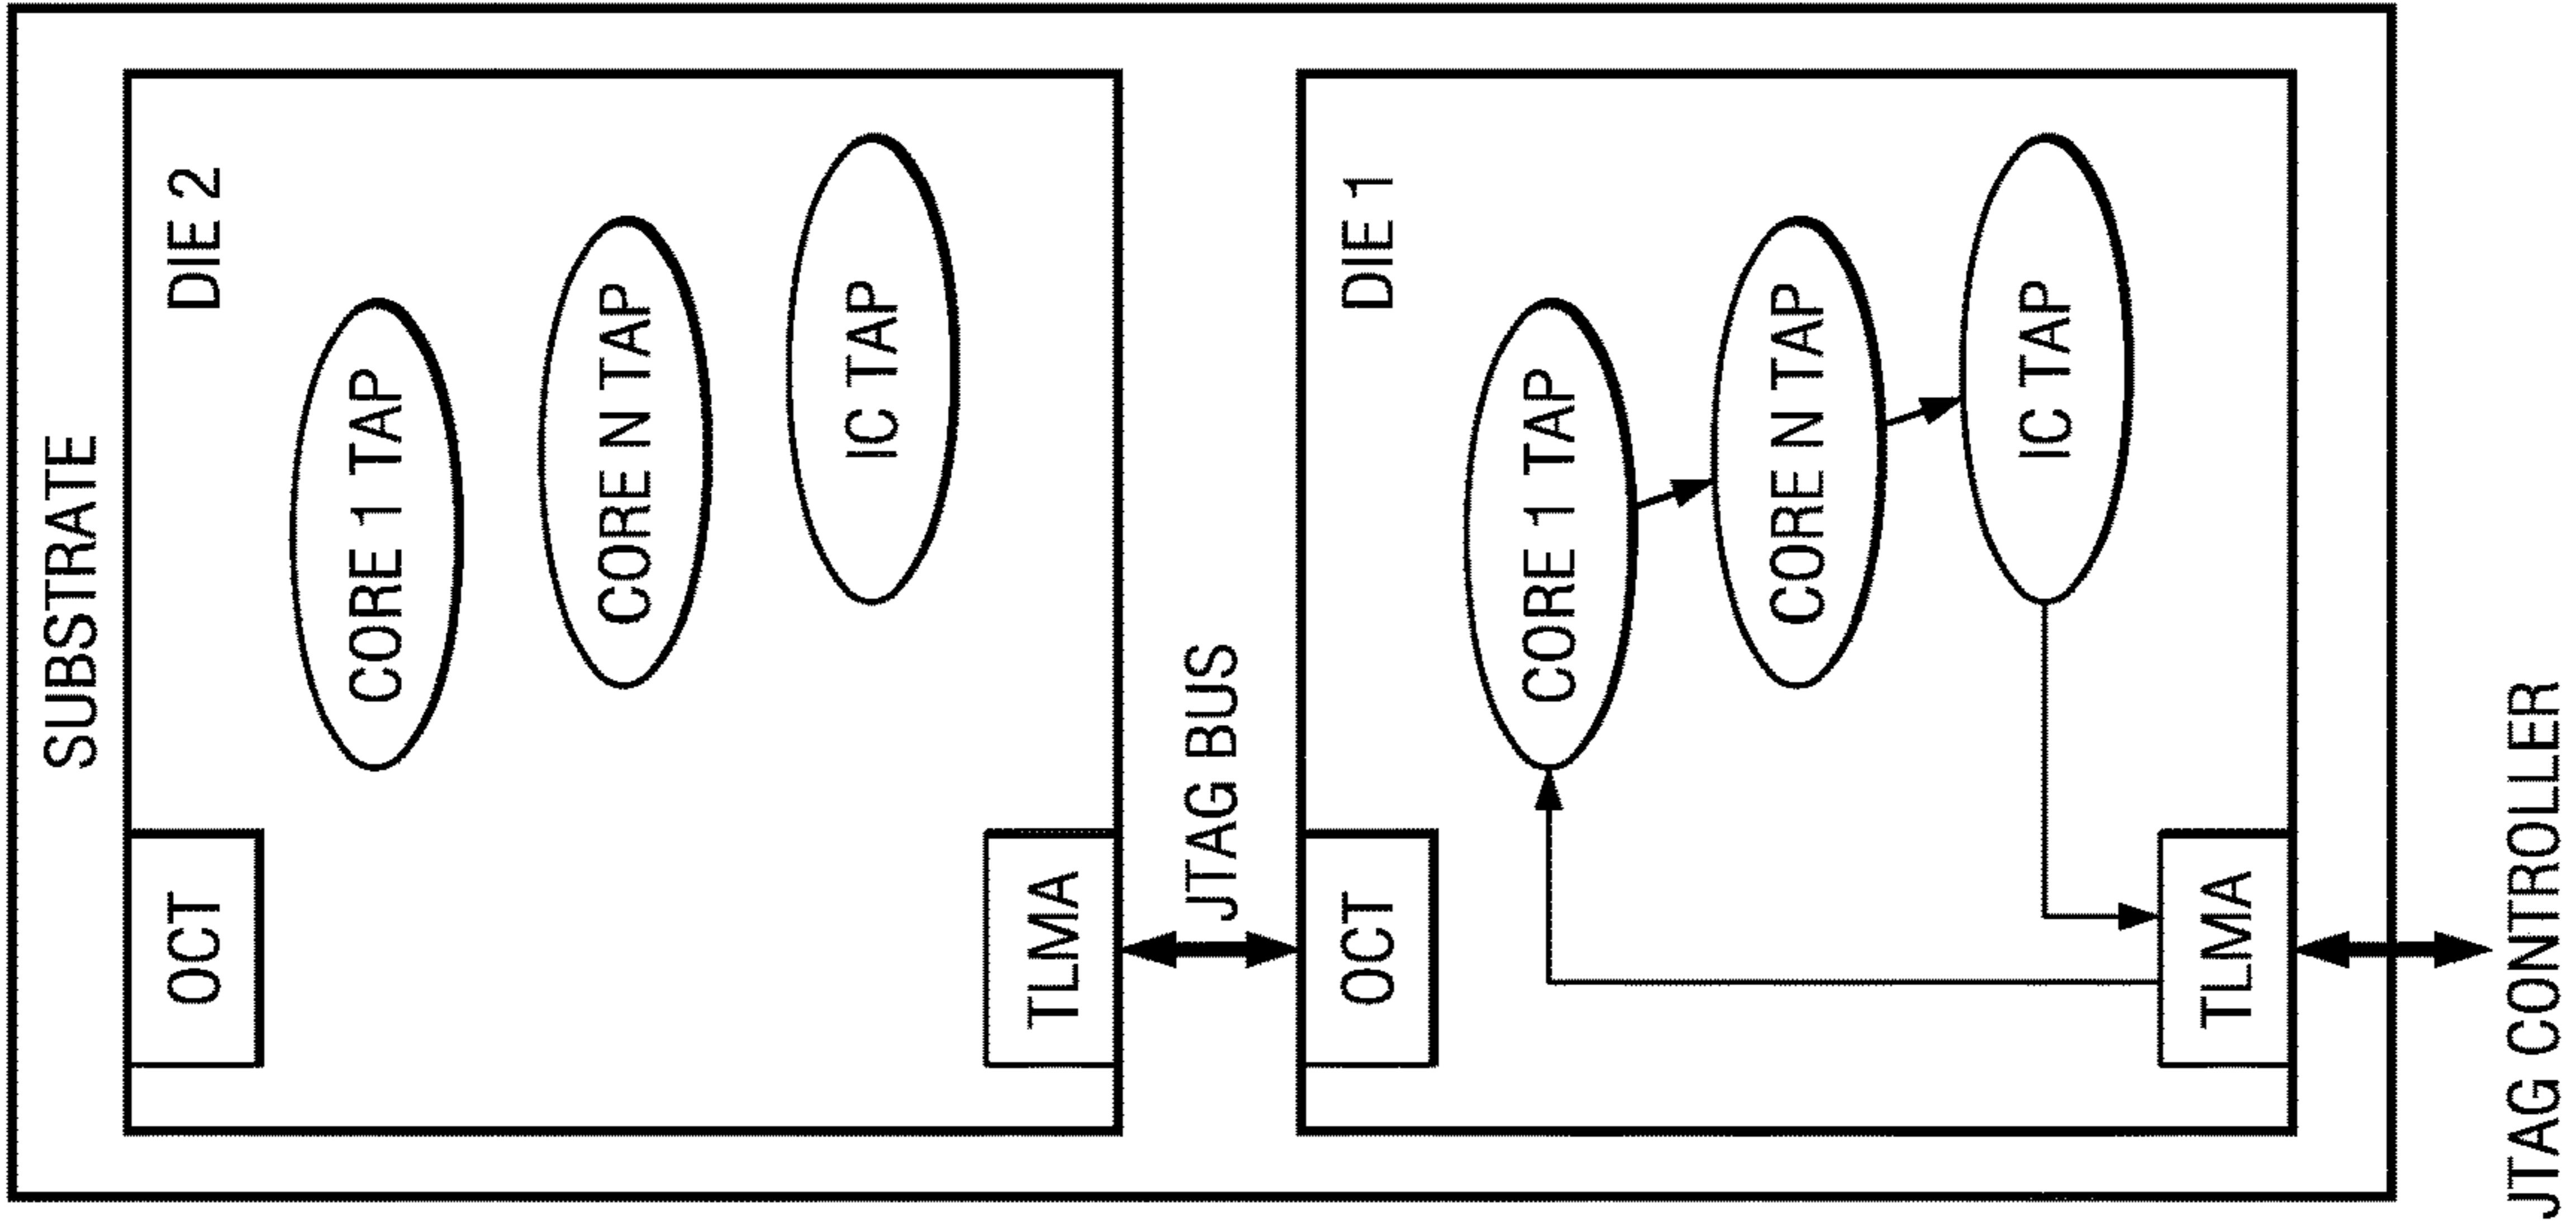 SUBSTRATE
DIE 2
OCT
CORE 1 TAP
CORE N TAP
IC TAP
TLMA
JTAG BUS
DIE 1
OCT
CORE 1 TAP
CORE N TAP
IC TAP
TLMA
JTAG CONTROLLER